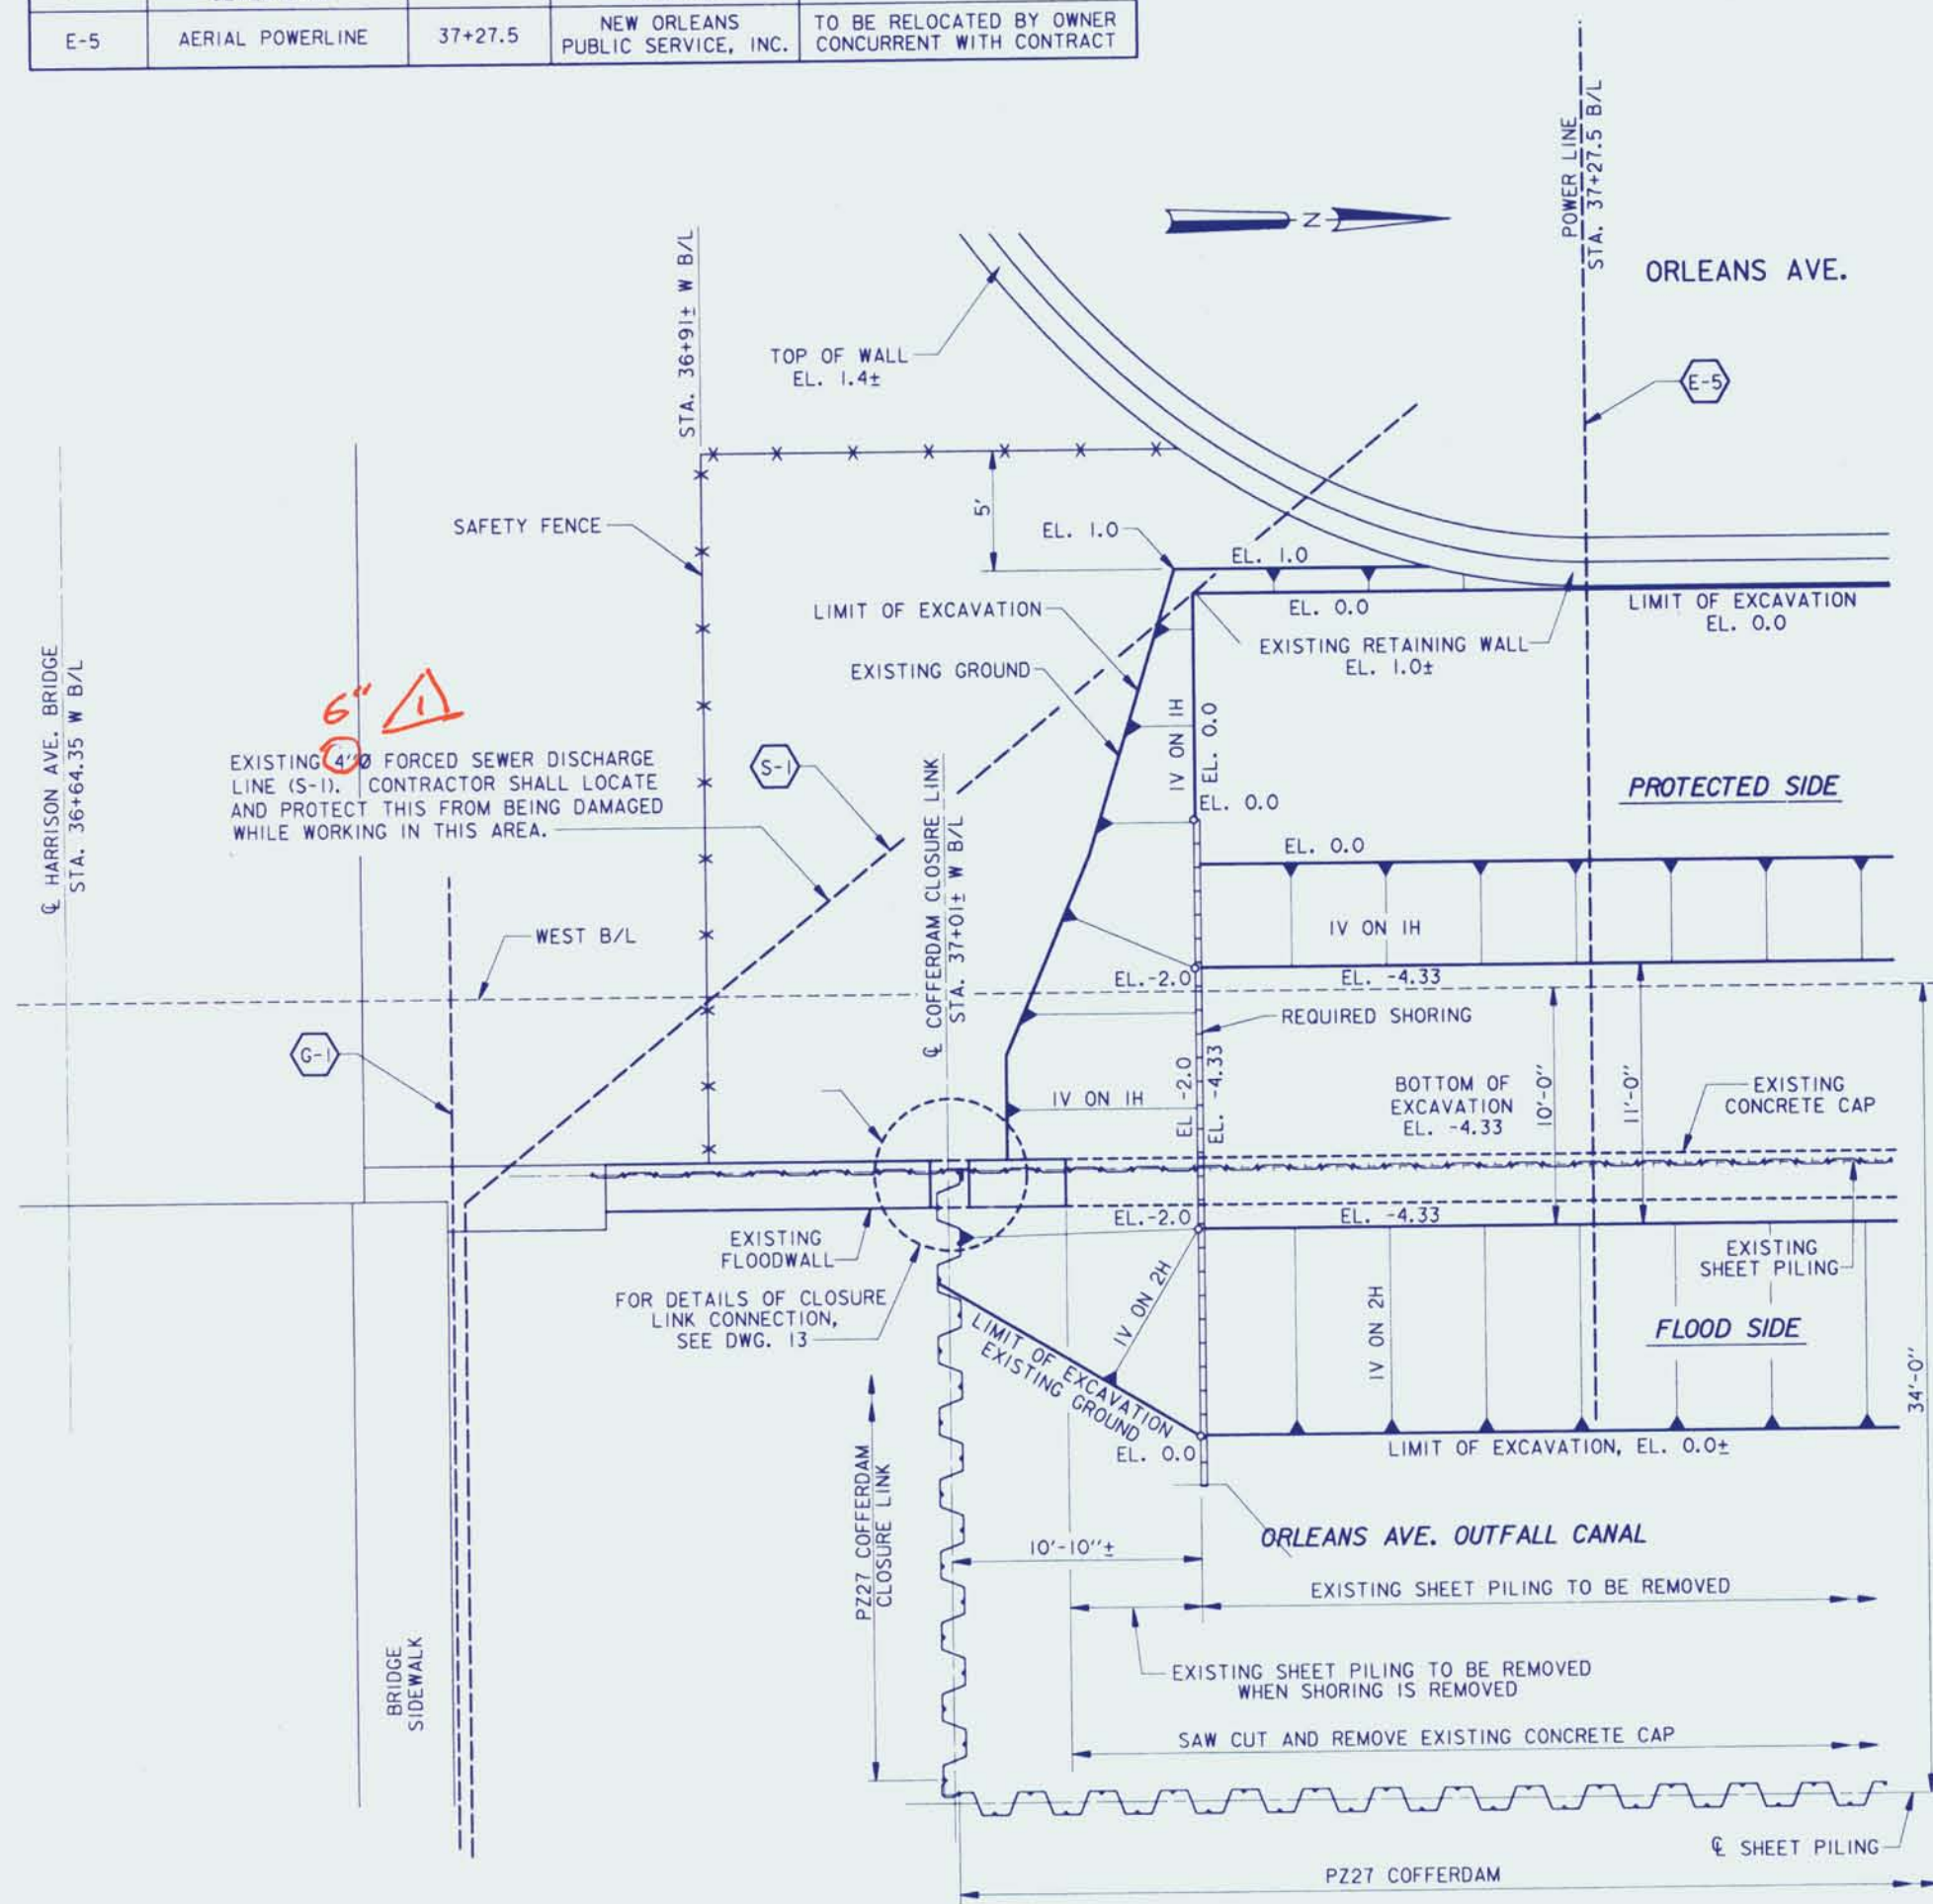 E-5 AERIAL POWERLINE 37+27.5 NEW ORLEANS PUBLIC SERVICE, INC. TO BE RELOCATED BY OWNER CONCURRENT WITH CONTRACT
POWER LINE
STA. 37+27.5 B/L
N
ORLEANS AVE.
STA. 36+91± W B/L
TOP OF WALL
EL. 1.4±
E-5
SAFETY FENCE
5'
EL. 1.0
EL. 1.0
LIMIT OF EXCAVATION
EL. 0.0
LIMIT OF EXCAVATION
EL. 0.0
EXISTING RETAINING WALL
EL. 1.0±
EXISTING GROUND
℄ HARRISON AVE. BRIDGE
STA. 36+64.35 W B/L
6" 1
EXISTING 4"Ø FORCED SEWER DISCHARGE
LINE (S-1). CONTRACTOR SHALL LOCATE
AND PROTECT THIS FROM BEING DAMAGED
WHILE WORKING IN THIS AREA.
S-1
℄ COFFERDAM CLOSURE LINK
STA. 37+01± W B/L
1V ON 1H
EL. 0.0
EL. 0.0
PROTECTED SIDE
EL. 0.0
1V ON 1H
WEST B/L
EL.-2.0
EL. -4.33
REQUIRED SHORING
G-1
1V ON 1H
EL -2.0
EL. -4.33
BOTTOM OF
EXCAVATION
EL. -4.33
10'-0"
11'-0"
EXISTING
CONCRETE CAP
EL.-2.0
EL. -4.33
EXISTING
FLOODWALL
EXISTING
SHEET PILING
FOR DETAILS OF CLOSURE
LINK CONNECTION,
SEE DWG. 13
1V ON 2H
1V ON 2H
FLOOD SIDE
34'-0"
LIMIT OF EXCAVATION
EXISTING GROUND
EL. 0.0
LIMIT OF EXCAVATION, EL. 0.0±
PZ27 COFFERDAM
CLOSURE LINK
ORLEANS AVE. OUTFALL CANAL
10'-10"±
EXISTING SHEET PILING TO BE REMOVED
BRIDGE
SIDEWALK
EXISTING SHEET PILING TO BE REMOVED
WHEN SHORING IS REMOVED
SAW CUT AND REMOVE EXISTING CONCRETE CAP
℄ SHEET PILING
PZ27 COFFERDAM